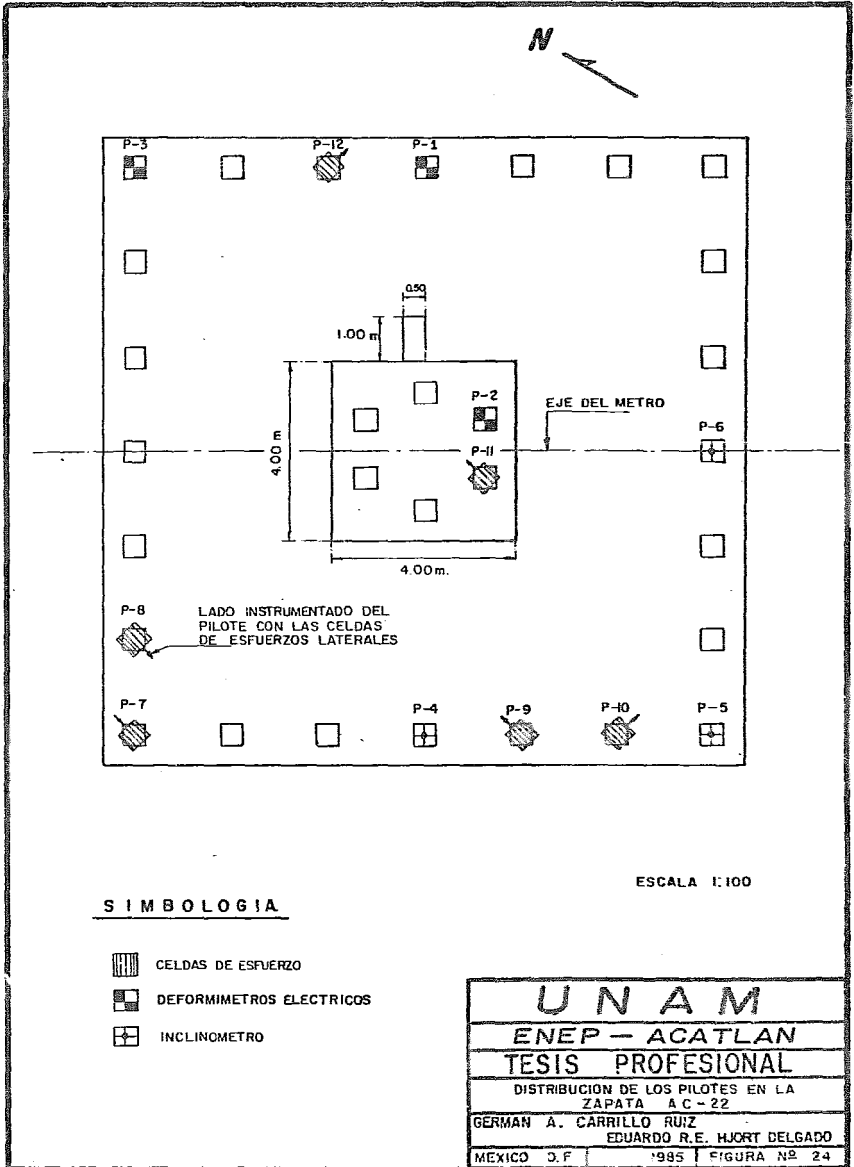 N
P-3
P-12
P-1
0.50
1.00 m
P-2
EJE DEL METRO
P-6
4.00 m
P-11
4.00 m.
P-8
LADO INSTRUMENTADO DEL
PILOTE CON LAS CELDAS
DE ESFUERZOS LATERALES
P-7
P-4
P-9
P-10
P-5
ESCALA 1:100
SIMBOLOGIA
CELDAS DE ESFUERZO
DEFORMIMETROS ELECTRICOS
INCLINOMETRO
UNAM
ENEP - ACATLAN
TESIS PROFESIONAL
DISTRIBUCION DE LOS PILOTES EN LA
ZAPATA AC-22
GERMAN A. CARRILLO RUIZ
EDUARDO R.E. HJORT DELGADO
MEXICO D.F 1985 FIGURA Nº 24